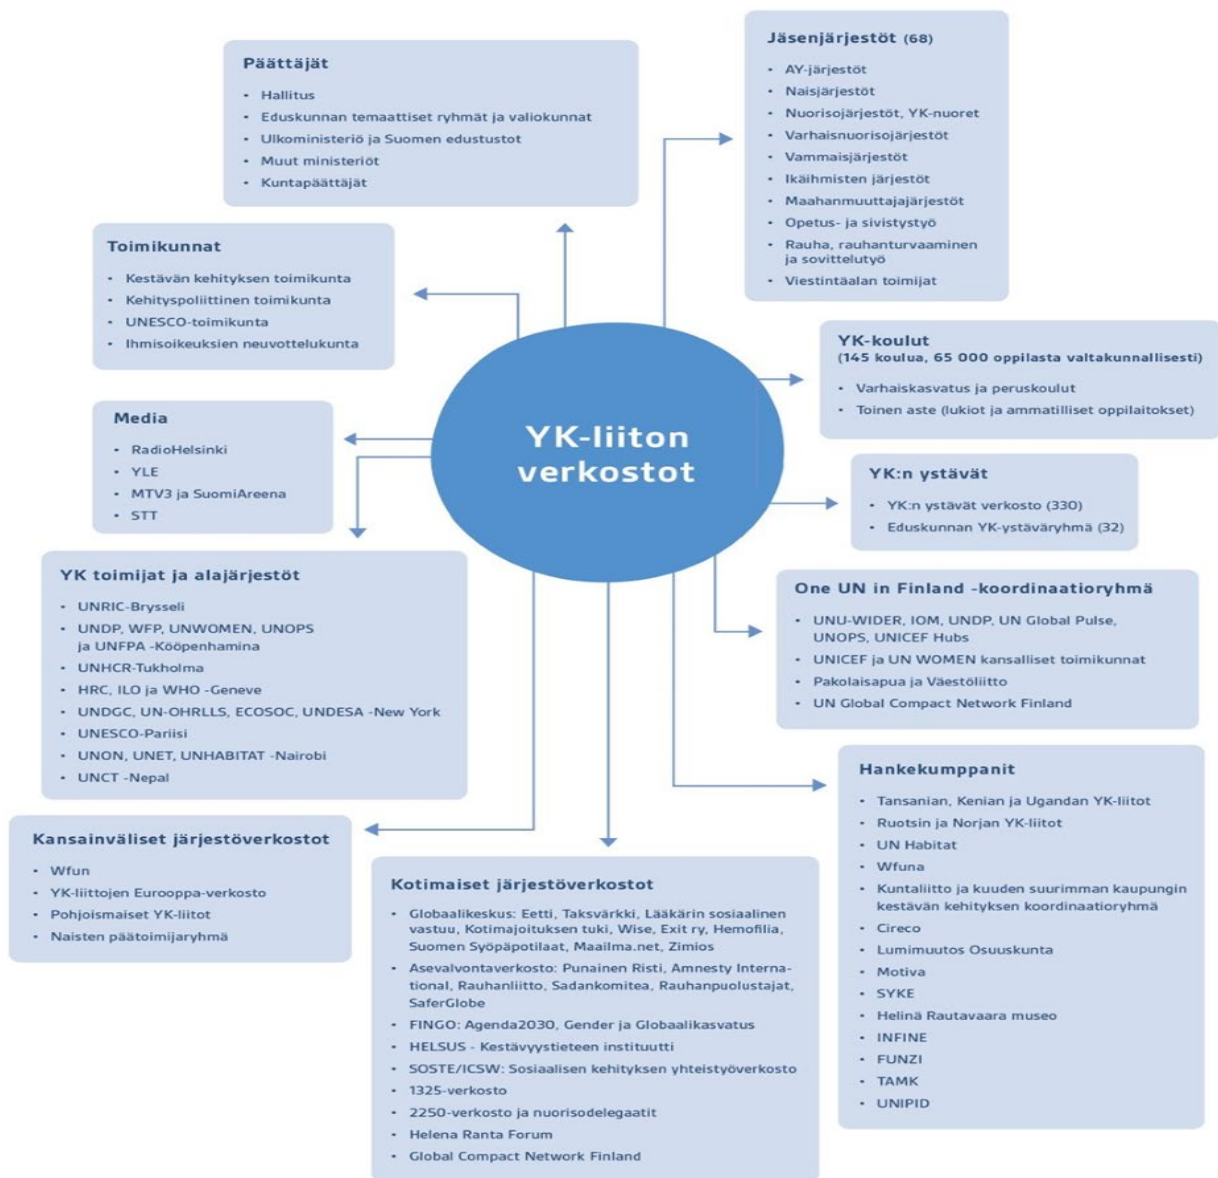 Päättäjät
• Hallitus
• Eduskunnan temaattiset ryhmät ja valiokunnat
• Ulkoministeriö ja Suomen edustustot
• Muut ministeriöt
• Kuntapäättäjät
Jäsenjärjestöt (68)
• AY-järjestöt
• Naisjärjestöt
• Nuorisojärjestöt, YK-nuoret
• Varhaisnuorisojärjestöt
• Vammaisjärjestöt
• Ikäihmisten järjestöt
• Maahanmuuttajajärjestöt
• Opetus- ja sivistystyö
• Rauha, rauhanturvaaminen
ja sovittelutyö
• Viestintäalan toimijat
Toimikunnat
• Kestävän kehityksen toimikunta
• Kehityspoliittinen toimikunta
• UNESCO-toimikunta
• Ihmisoikeuksien neuvottelukunta
YK-koulut
(145 koulua, 65 000 oppilasta valtakunnallisesti)
• Varhaiskasvatus ja peruskoulut
• Toinen aste (lukiot ja ammatilliset oppilaitokset)
Media
• RadioHelsinki
• YLE
• MTV3 ja SuomiAreena
• STT
YK-liiton
verkostot
YK:n ystävät
• YK:n ystävät verkosto (330)
• Eduskunnan YK-ystäväryhmä (32)
YK toimijat ja alajärjestöt
• UNRIC-Brysseli
• UNDP, WFP, UNWOMEN, UNOPS
ja UNFPA -Kööpenhamina
• UNHCR-Tukholma
• HRC, ILO ja WHO -Geneve
• UNDGC, UN-OHRLLS, ECOSOC, UNDESA -New York
• UNESCO-Pariisi
• UNON, UNET, UNHABITAT -Nairobi
• UNCT -Nepal
One UN in Finland -koordinaatioryhmä
• UNU-WIDER, IOM, UNDP, UN Global Pulse,
UNOPS, UNICEF Hubs
• UNICEF ja UN WOMEN kansalliset toimikunnat
• Pakolaisapua ja Väestöliitto
• UN Global Compact Network Finland
Hankekumppanit
• Tansanian, Kenian ja Ugandan YK-liitot
• Ruotsin ja Norjan YK-liitot
• UN Habitat
• Wfuna
• Kuntaliitto ja kuuden suurimman kaupungin
kestävän kehityksen koordinaatioryhmä
• Cireco
• Lumimuutos Osuuskunta
• Motiva
• SYKE
• Helinä Rautavaara museo
• INFINE
• FUNZI
• TAMK
• UNIPID
Kansainväliset järjestöverkostot
• Wfun
• YK-liittojen Eurooppa-verkosto
• Pohjoismaiset YK-liitot
• Naisten päätoimijaryhmä
Kotimaiset järjestöverkostot
• Globaalikeskus: Eetti, Taksvärkki, Lääkärin sosiaalinen
vastuu, Kotimajoituksen tuki, Wise, Exit ry, Hemofilia,
Suomen Syöpäpotilaat, Maailma.net, Zimios
• Asevalvontaverkosto: Punainen Risti, Amnesty Interna-
tional, Rauhanliitto, Sadankomitea, Rauhanpuolustajat,
SaferGlobe
• FINGO: Agenda2030, Gender ja Globaalikasvatus
• HELSUS - Kestävyystieteen instituutti
• SOSTE/ICSW: Sosiaalisen kehityksen yhteistyöverkosto
• 1325-verkosto
• 2250-verkosto ja nuorisodelegaatit
• Helena Ranta Forum
• Global Compact Network Finland